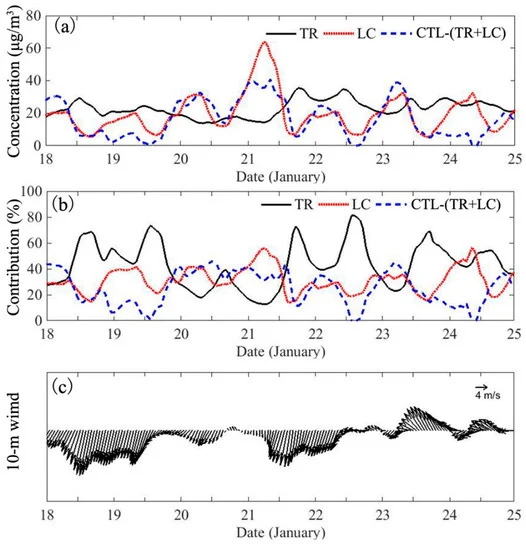 (a)
TR LC CTL-(TR+LC)
Concentration (μg/m³)
80
60
40
20
0
18 19 20 21 22 23 24 25
Date (January)
(b)
TR LC CTL-(TR+LC)
Contribution (%)
100
80
60
40
20
0
18 19 20 21 22 23 24 25
Date (January)
(c)
4 m/s
10-m wimd
18 19 20 21 22 23 24 25
Date (January)